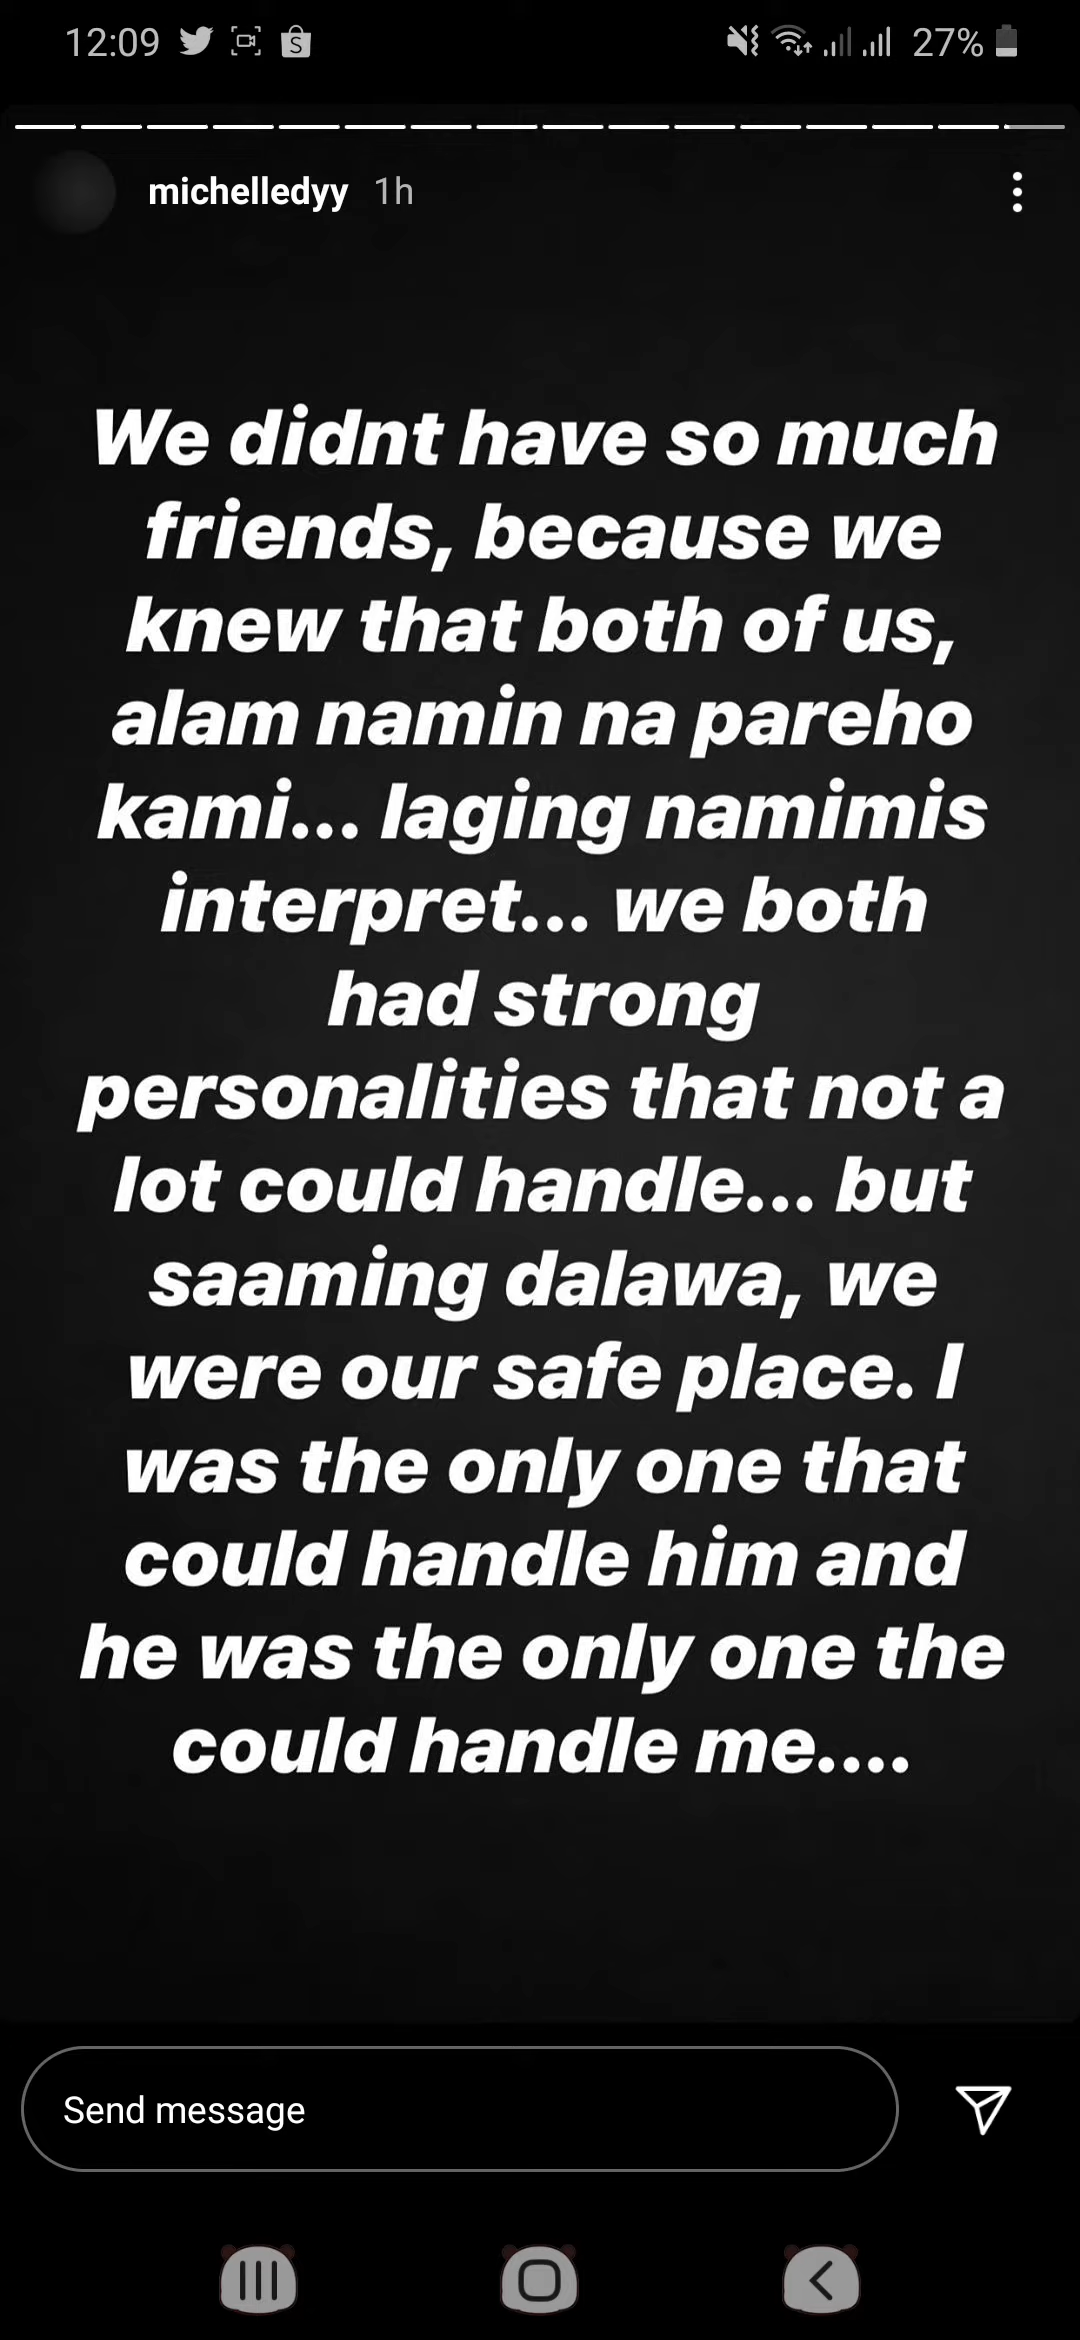 12:09 27%
michelledyy 1h
We didnt have so much
friends, because we
knew that both of us,
alam namin na pareho
kami... laging namimis
interpret... we both
had strong
personalities that not a
lot could handle... but
saaming dalawa, we
were our safe place. I
was the only one that
could handle him and
he was the only one the
could handle me....
Send message